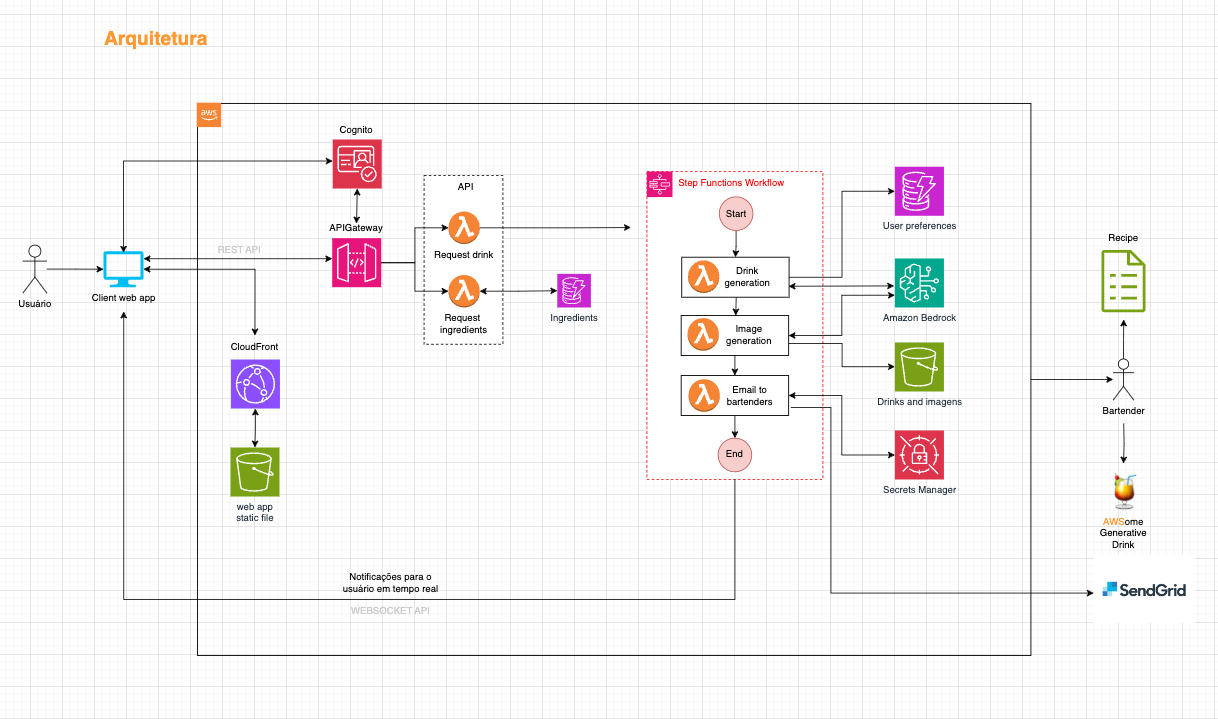 Arquitetura
aws
Cognito
APIGateway
REST API
Usuário
Client web app
CloudFront
web app
static file
API
Request drink
Request
ingredients
Ingredients
Step Functions Workflow
Start
Drink
generation
Image
generation
Email to
bartenders
End
User preferences
Amazon Bedrock
Drinks and imagens
Secrets Manager
Recipe
Bartender
AWSome
Generative
Drink
SendGrid
Notificações para o
usuário em tempo real
WEBSOCKET API